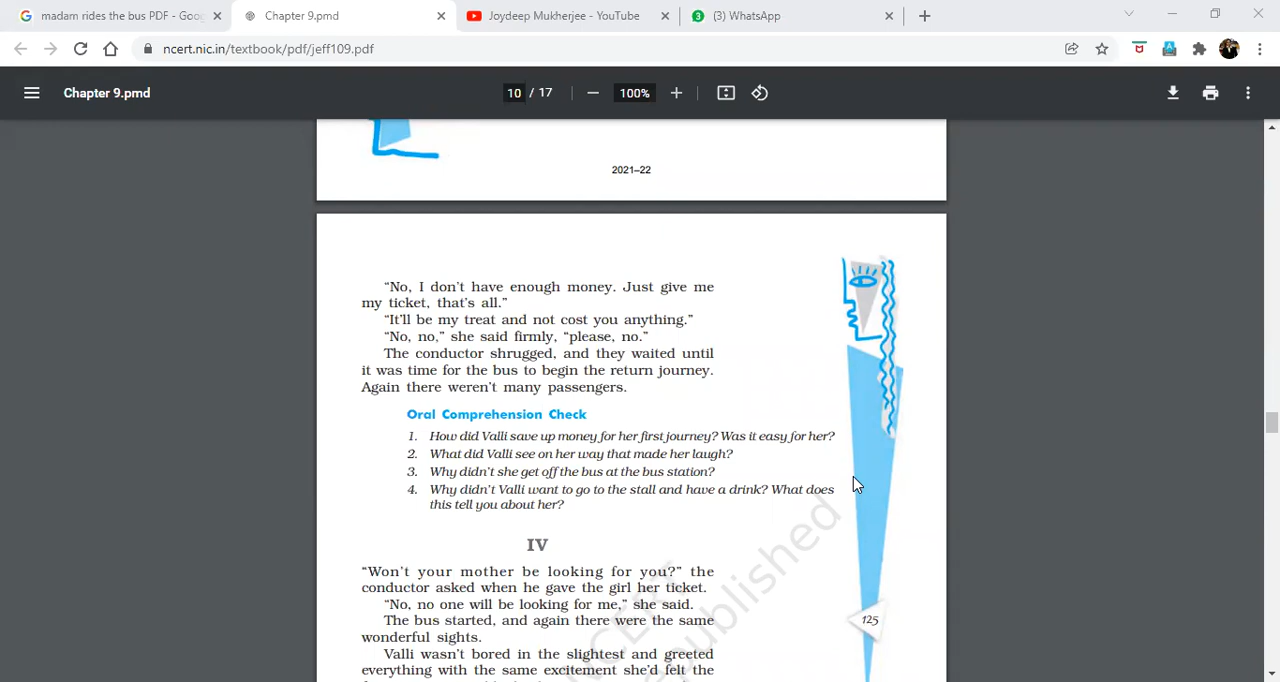 madam rides the bus PDF - Goo
Chapter 9.pmd
Joydeep Mukherjee - YouTube
3
(3) WhatsApp
ncert.nic.in/textbook/pdf/jeff109.pdf
Chapter 9.pmd
10 / 17
100%
2021–22
“No, I don’t have enough money. Just give me
my ticket, that’s all.”
“It’ll be my treat and not cost you anything.”
“No, no,” she said firmly, “please, no.”
The conductor shrugged, and they waited until
it was time for the bus to begin the return journey.
Again there weren’t many passengers.
Oral Comprehension Check
1. How did Valli save up money for her first journey? Was it easy for her?
2. What did Valli see on her way that made her laugh?
3. Why didn’t she get off the bus at the bus station?
4. Why didn’t Valli want to go to the stall and have a drink? What does
this tell you about her?
IV
“Won’t your mother be looking for you?” the
conductor asked when he gave the girl her ticket.
“No, no one will be looking for me,” she said.
The bus started, and again there were the same
wonderful sights.
Valli wasn’t bored in the slightest and greeted
everything with the same excitement she’d felt the
125
NCERT
published